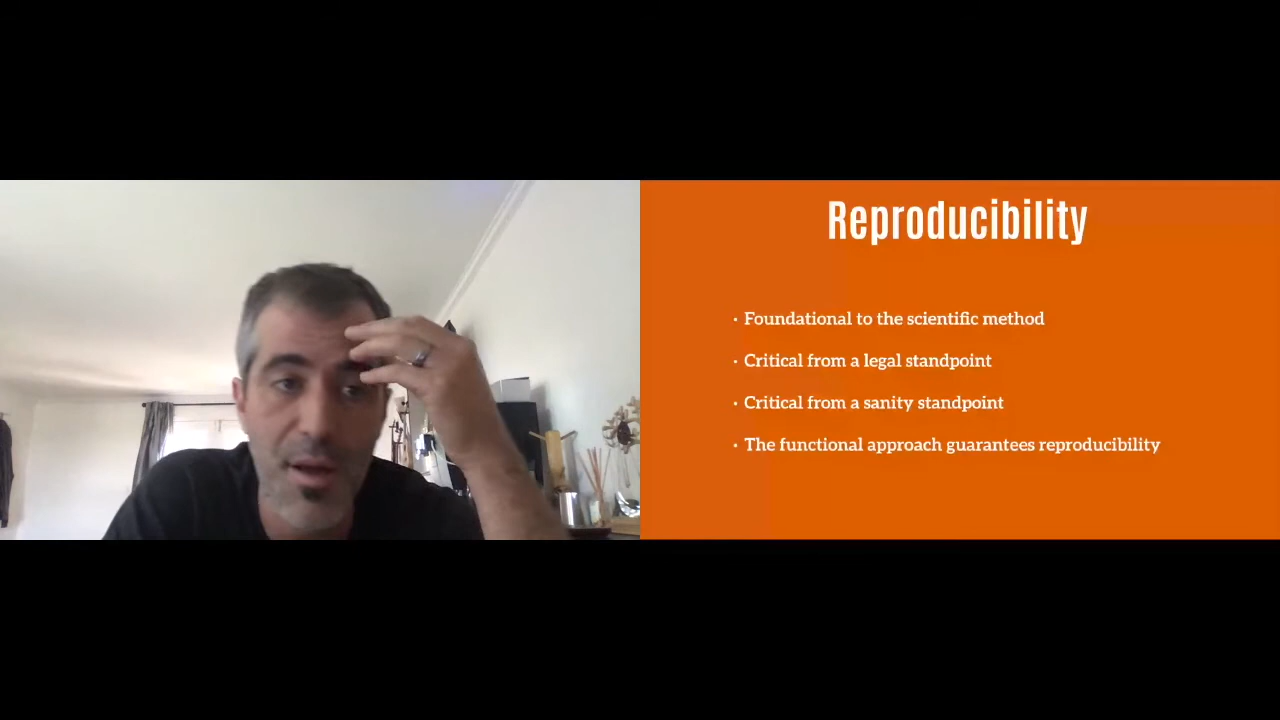 Reproducibility
· Foundational to the scientific method
· Critical from a legal standpoint
· Critical from a sanity standpoint
· The functional approach guarantees reproducibility